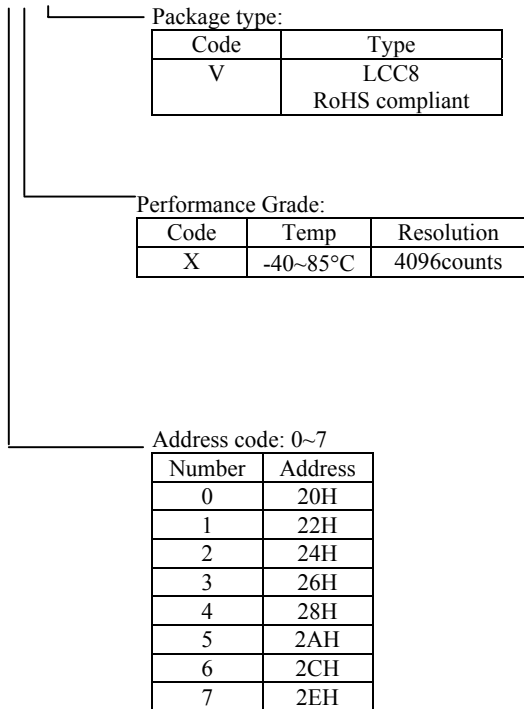 Package type:
Code Type
V LCC8
RoHS compliant
Performance Grade:
Code Temp Resolution
X -40~85°C 4096counts
Address code: 0~7
Number Address
0 20H
1 22H
2 24H
3 26H
4 28H
5 2AH
6 2CH
7 2EH